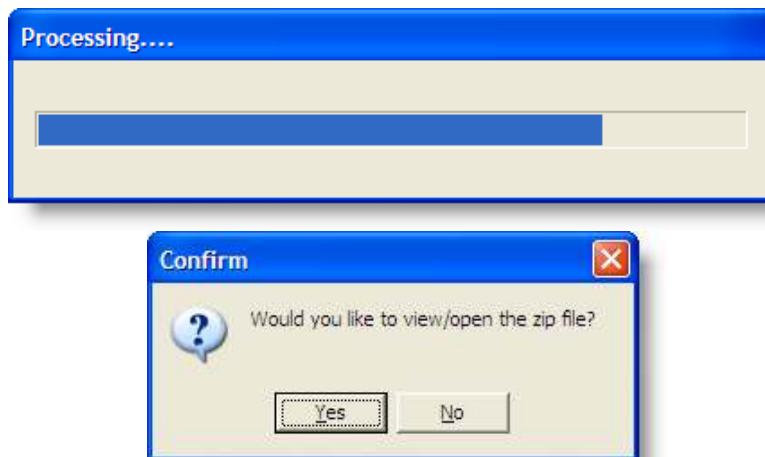 Processing....
Confirm
Would you like to view/open the zip file?
Yes
No